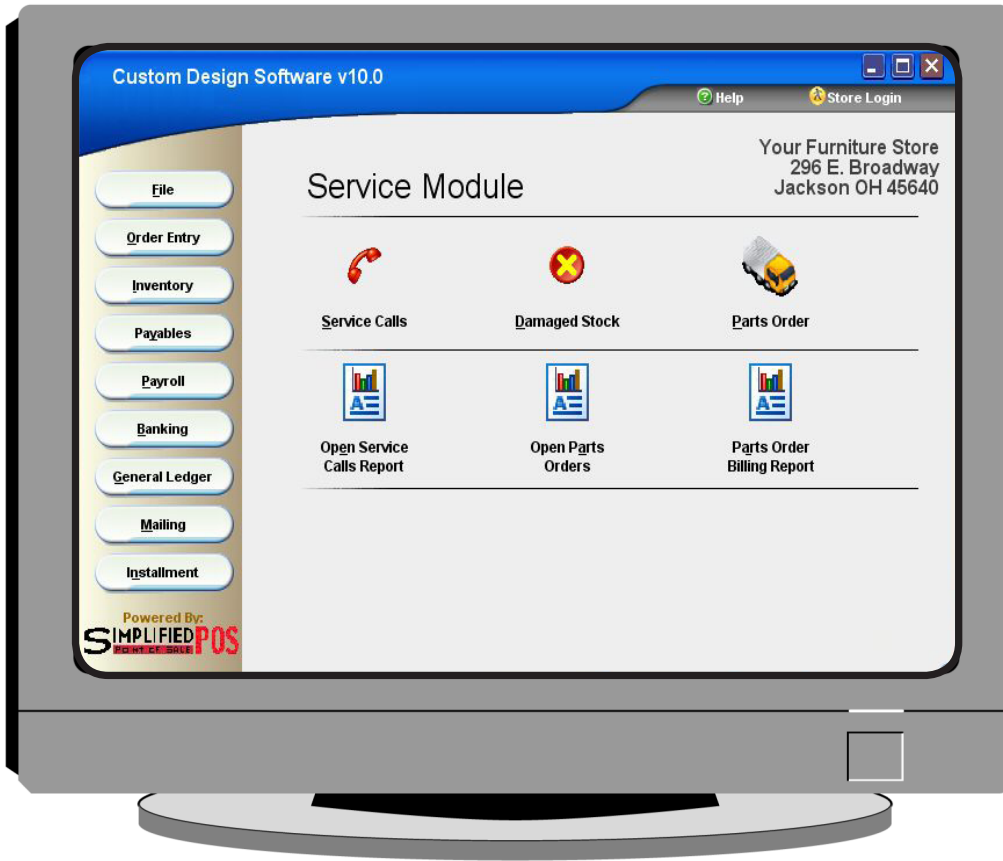 Custom Design Software v10.0
Help
Store Login
Your Furniture Store
296 E. Broadway
Jackson OH 45640
Service Module
File
Order Entry
Inventory
Payables
Payroll
Banking
General Ledger
Mailing
Installment
Service Calls
Damaged Stock
Parts Order
Open Service
Calls Report
Open Parts
Orders
Parts Order
Billing Report
Powered By:
SIMPLIFIED POS
POINT OF SALE